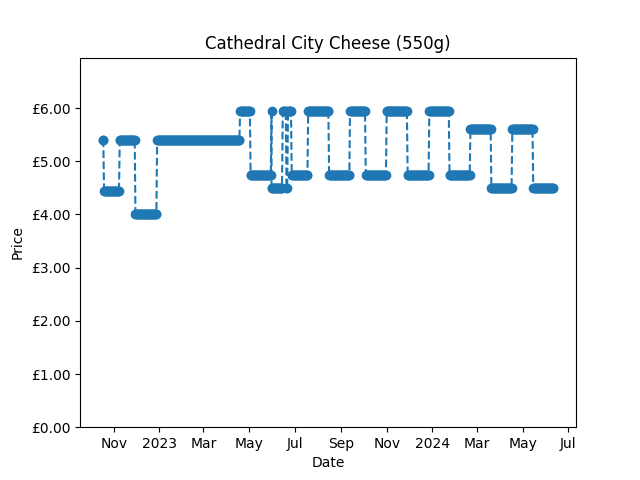 Cathedral City Cheese (550g)
Price
£6.00
£5.00
£4.00
£3.00
£2.00
£1.00
£0.00
Nov 2023 Mar May Jul Sep Nov 2024 Mar May Jul
Date